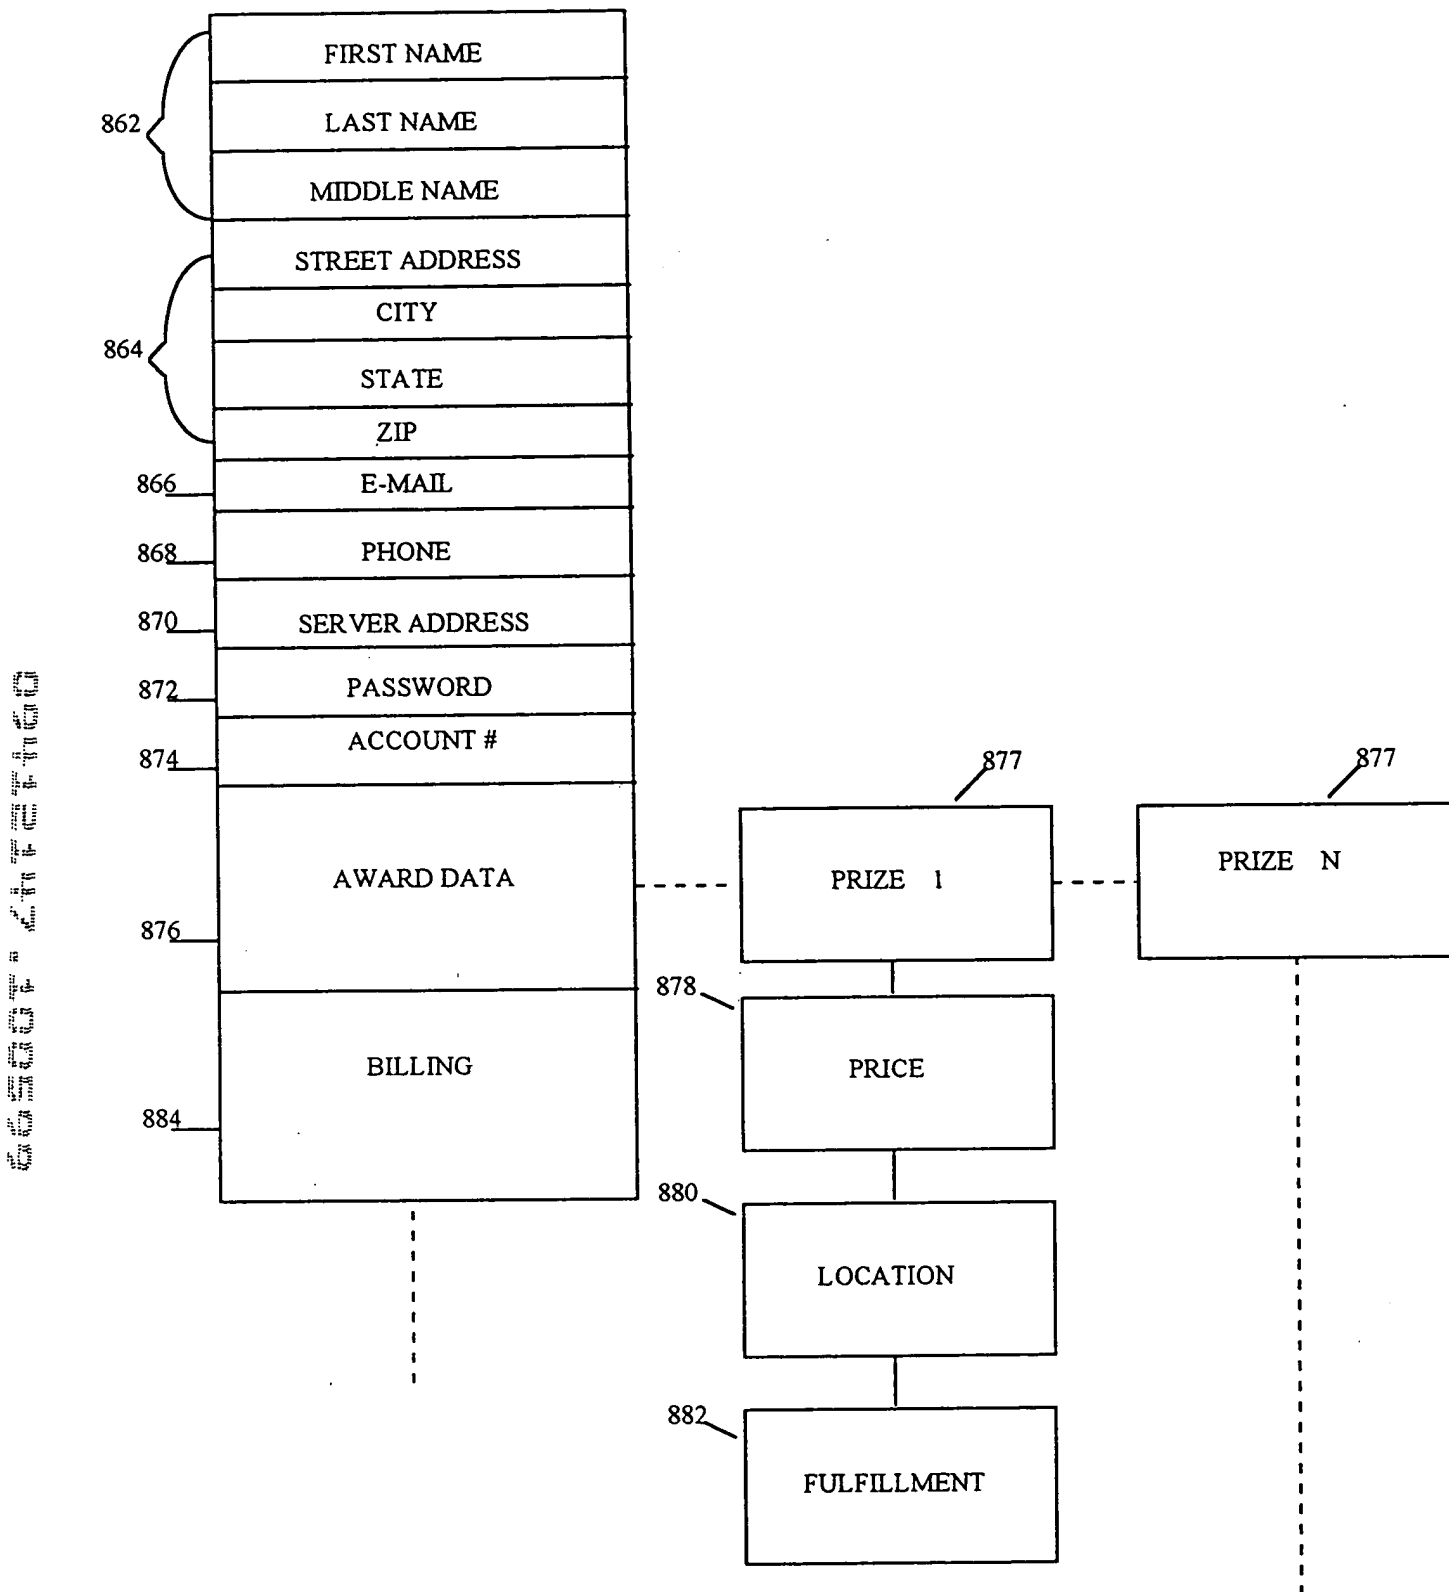 FIRST NAME
862
LAST NAME
MIDDLE NAME
STREET ADDRESS
CITY
864
STATE
ZIP
866
E-MAIL
868
PHONE
870
SERVER ADDRESS
872
PASSWORD
874
ACCOUNT #
877
877
AWARD DATA
PRIZE 1
PRIZE N
876
878
BILLING
PRICE
884
880
LOCATION
882
FULFILLMENT